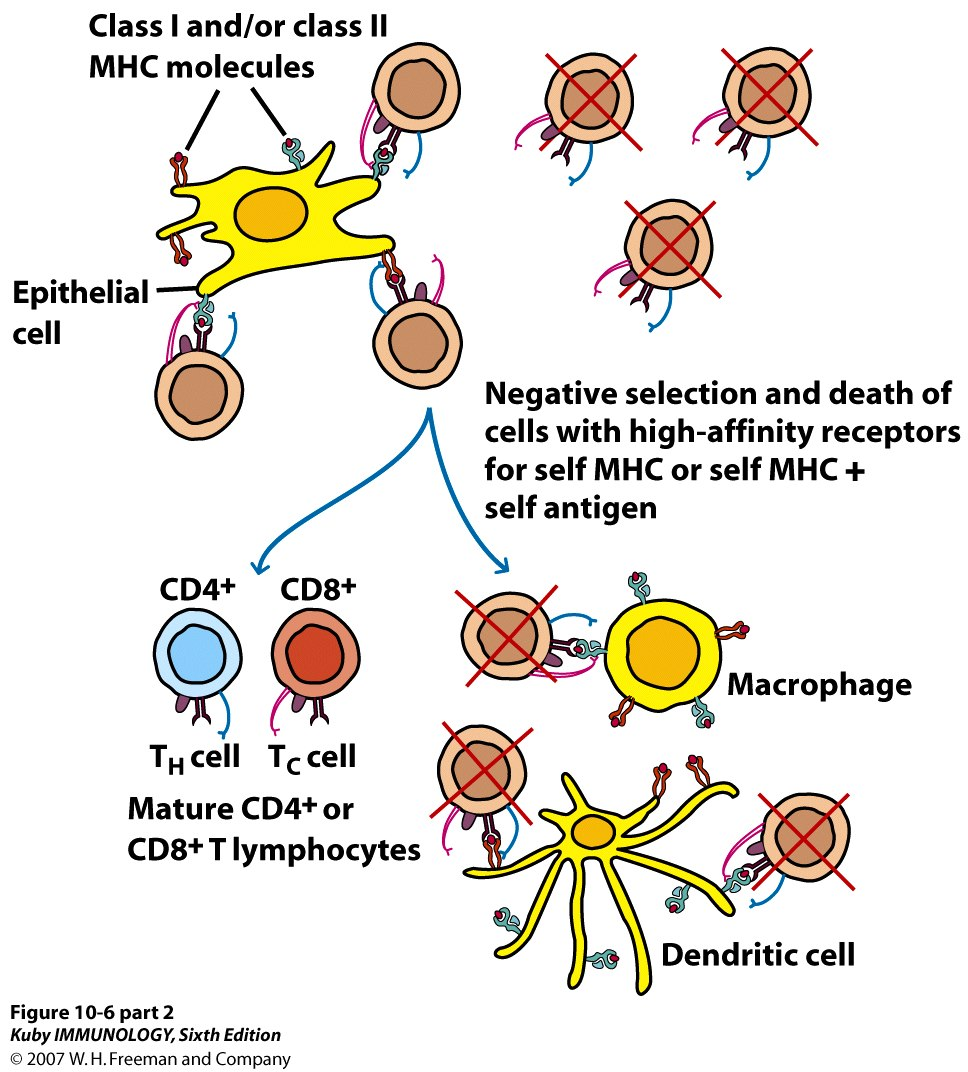 Class I and/or class II
MHC molecules
Epithelial
cell
Negative selection and death of
cells with high-affinity receptors
for self MHC or self MHC +
self antigen
CD4+ CD8+
TH cell TC cell
Mature CD4+ or
CD8+ T lymphocytes
Macrophage
Dendritic cell
Figure 10-6 part 2
Kuby IMMUNOLOGY, Sixth Edition
© 2007 W. H. Freeman and Company